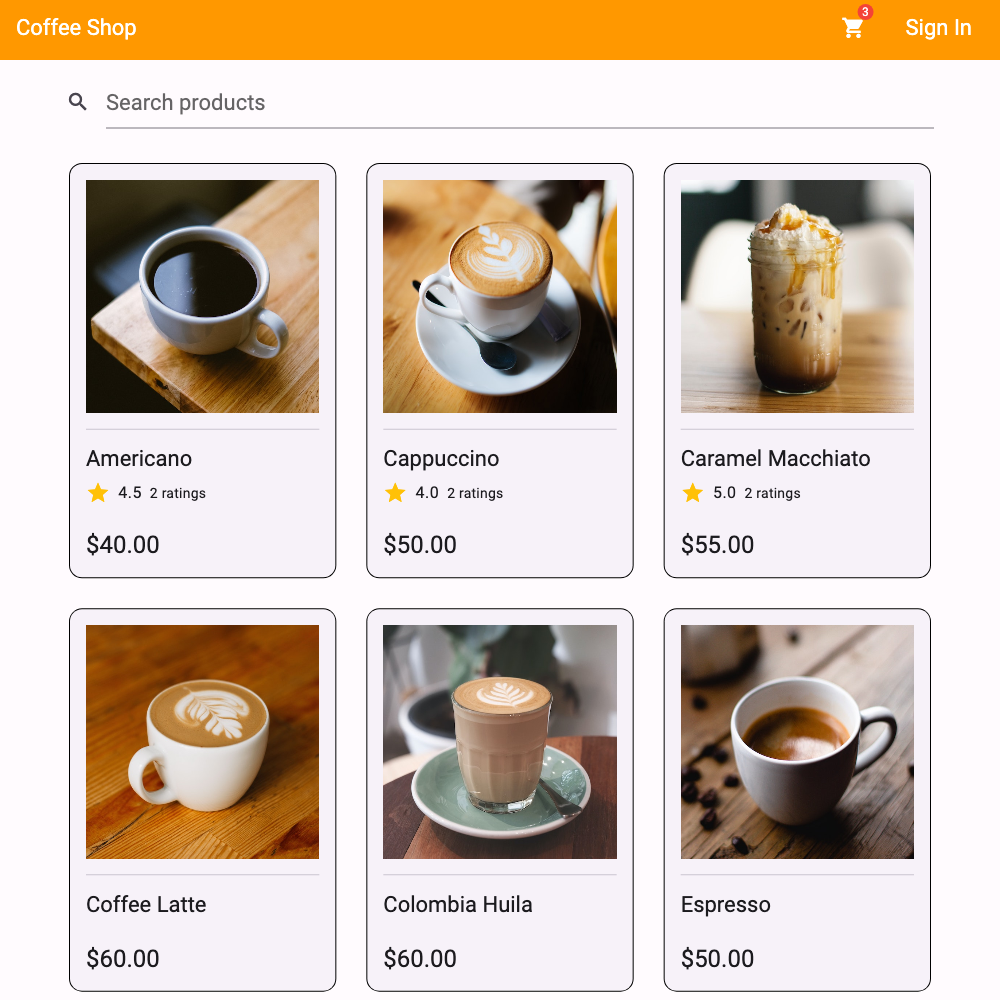 Coffee Shop
3
Sign In
Search products
Americano
4.5 2 ratings
$40.00
Cappuccino
4.0 2 ratings
$50.00
Caramel Macchiato
5.0 2 ratings
$55.00
Coffee Latte
$60.00
Colombia Huila
$60.00
Espresso
$50.00